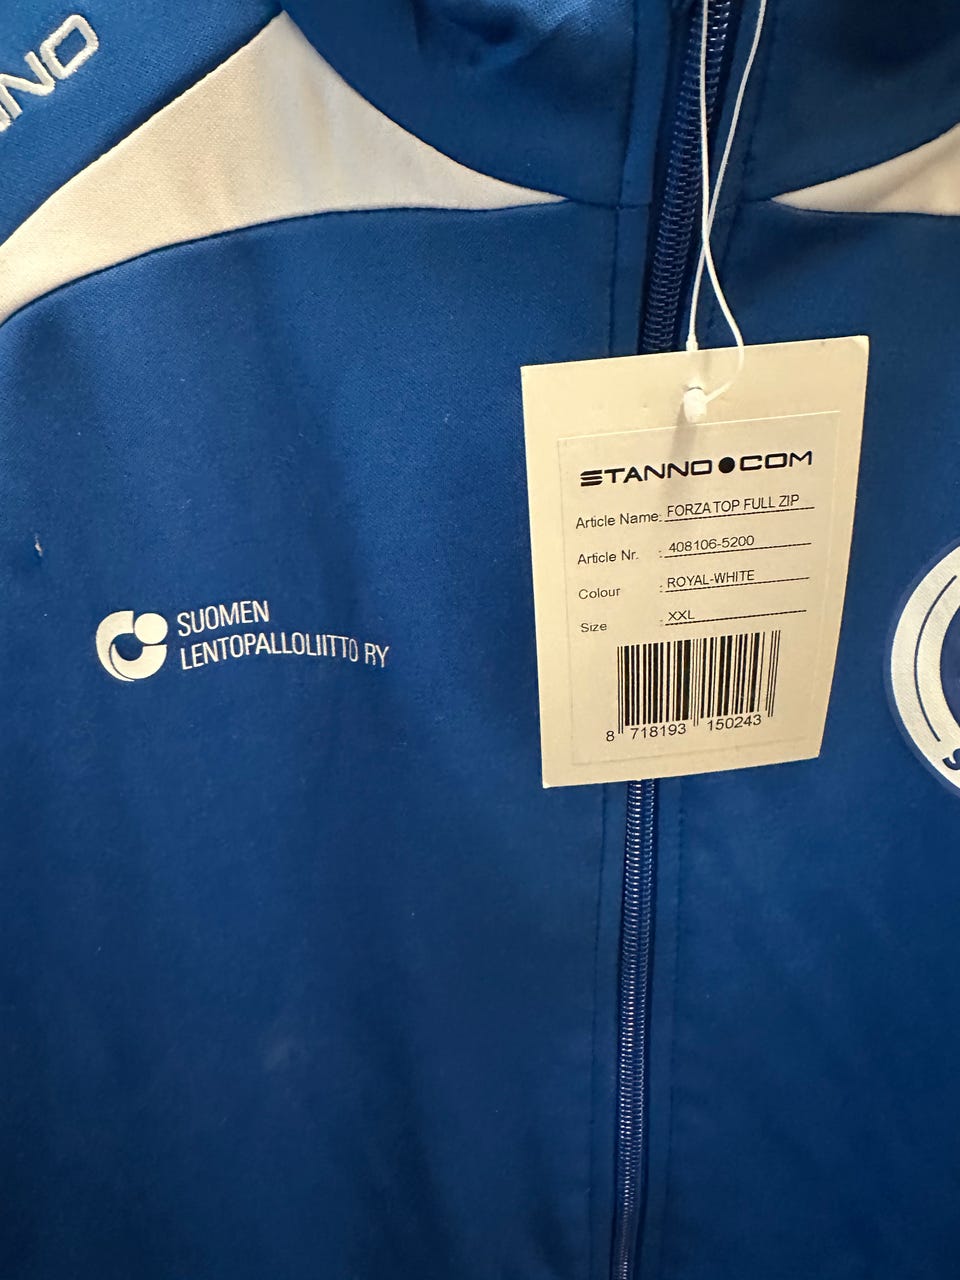 NNO
SUOMEN
LENTOPALLOLIITTO RY
STANNO.COM
Article Name: FORZA TOP FULL ZIP
Article Nr. : 408106-5200
Colour : ROYAL-WHITE
Size : XXL
8 718193 150243
S